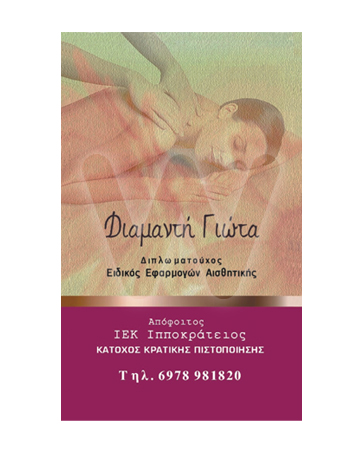 Διαμαντή Γιώτα
Διπλωματούχος
Ειδικός Εφαρμογών Αισθητικής
Απόφοιτος
ΙΕΚ Ιπποκράτειος
ΚΑΤΟΧΟΣ ΚΡΑΤΙΚΗΣ ΠΙΣΤΟΠΟΙΗΣΗΣ
Τηλ. 6978 981820